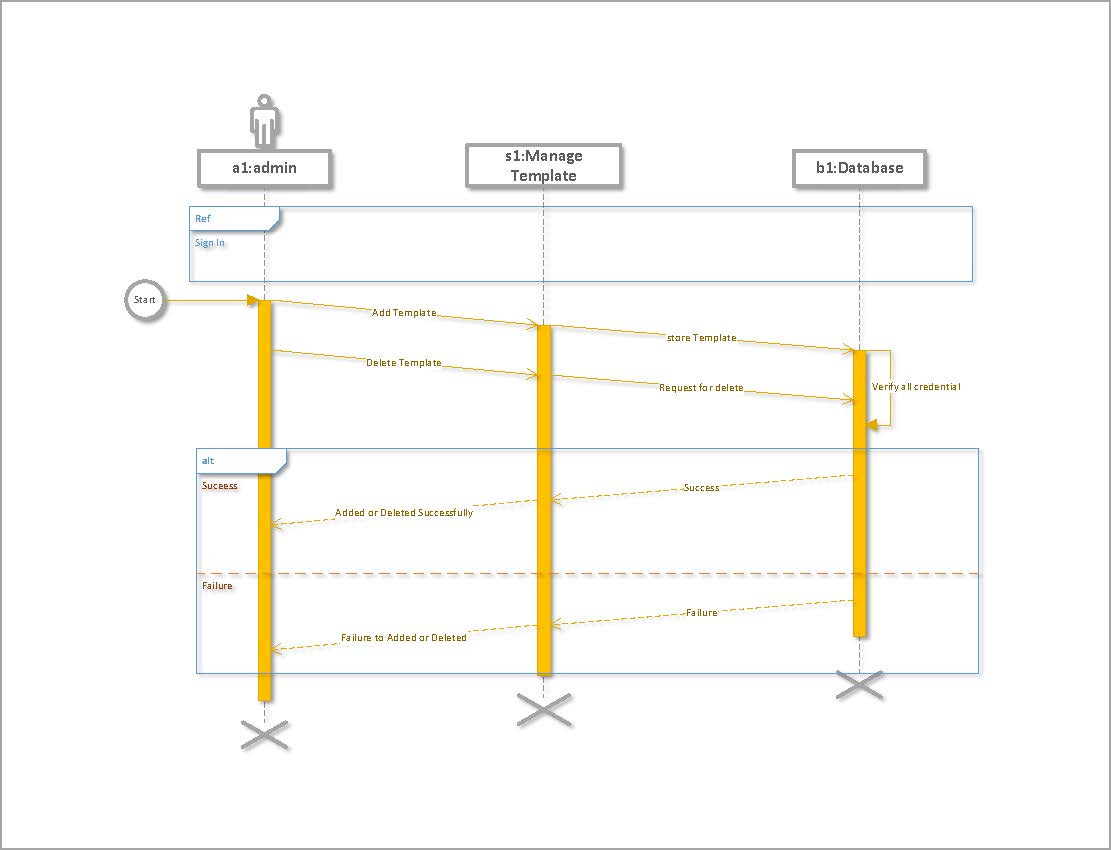 a1:admin
s1:Manage
Template
b1:Database
Ref
Sign In
Start
Add Template
store Template
Delete Template
Request for delete
Verify all credential
alt
Suceess
Success
Added or Deleted Successfully
Failure
Failure
Failure to Added or Deleted